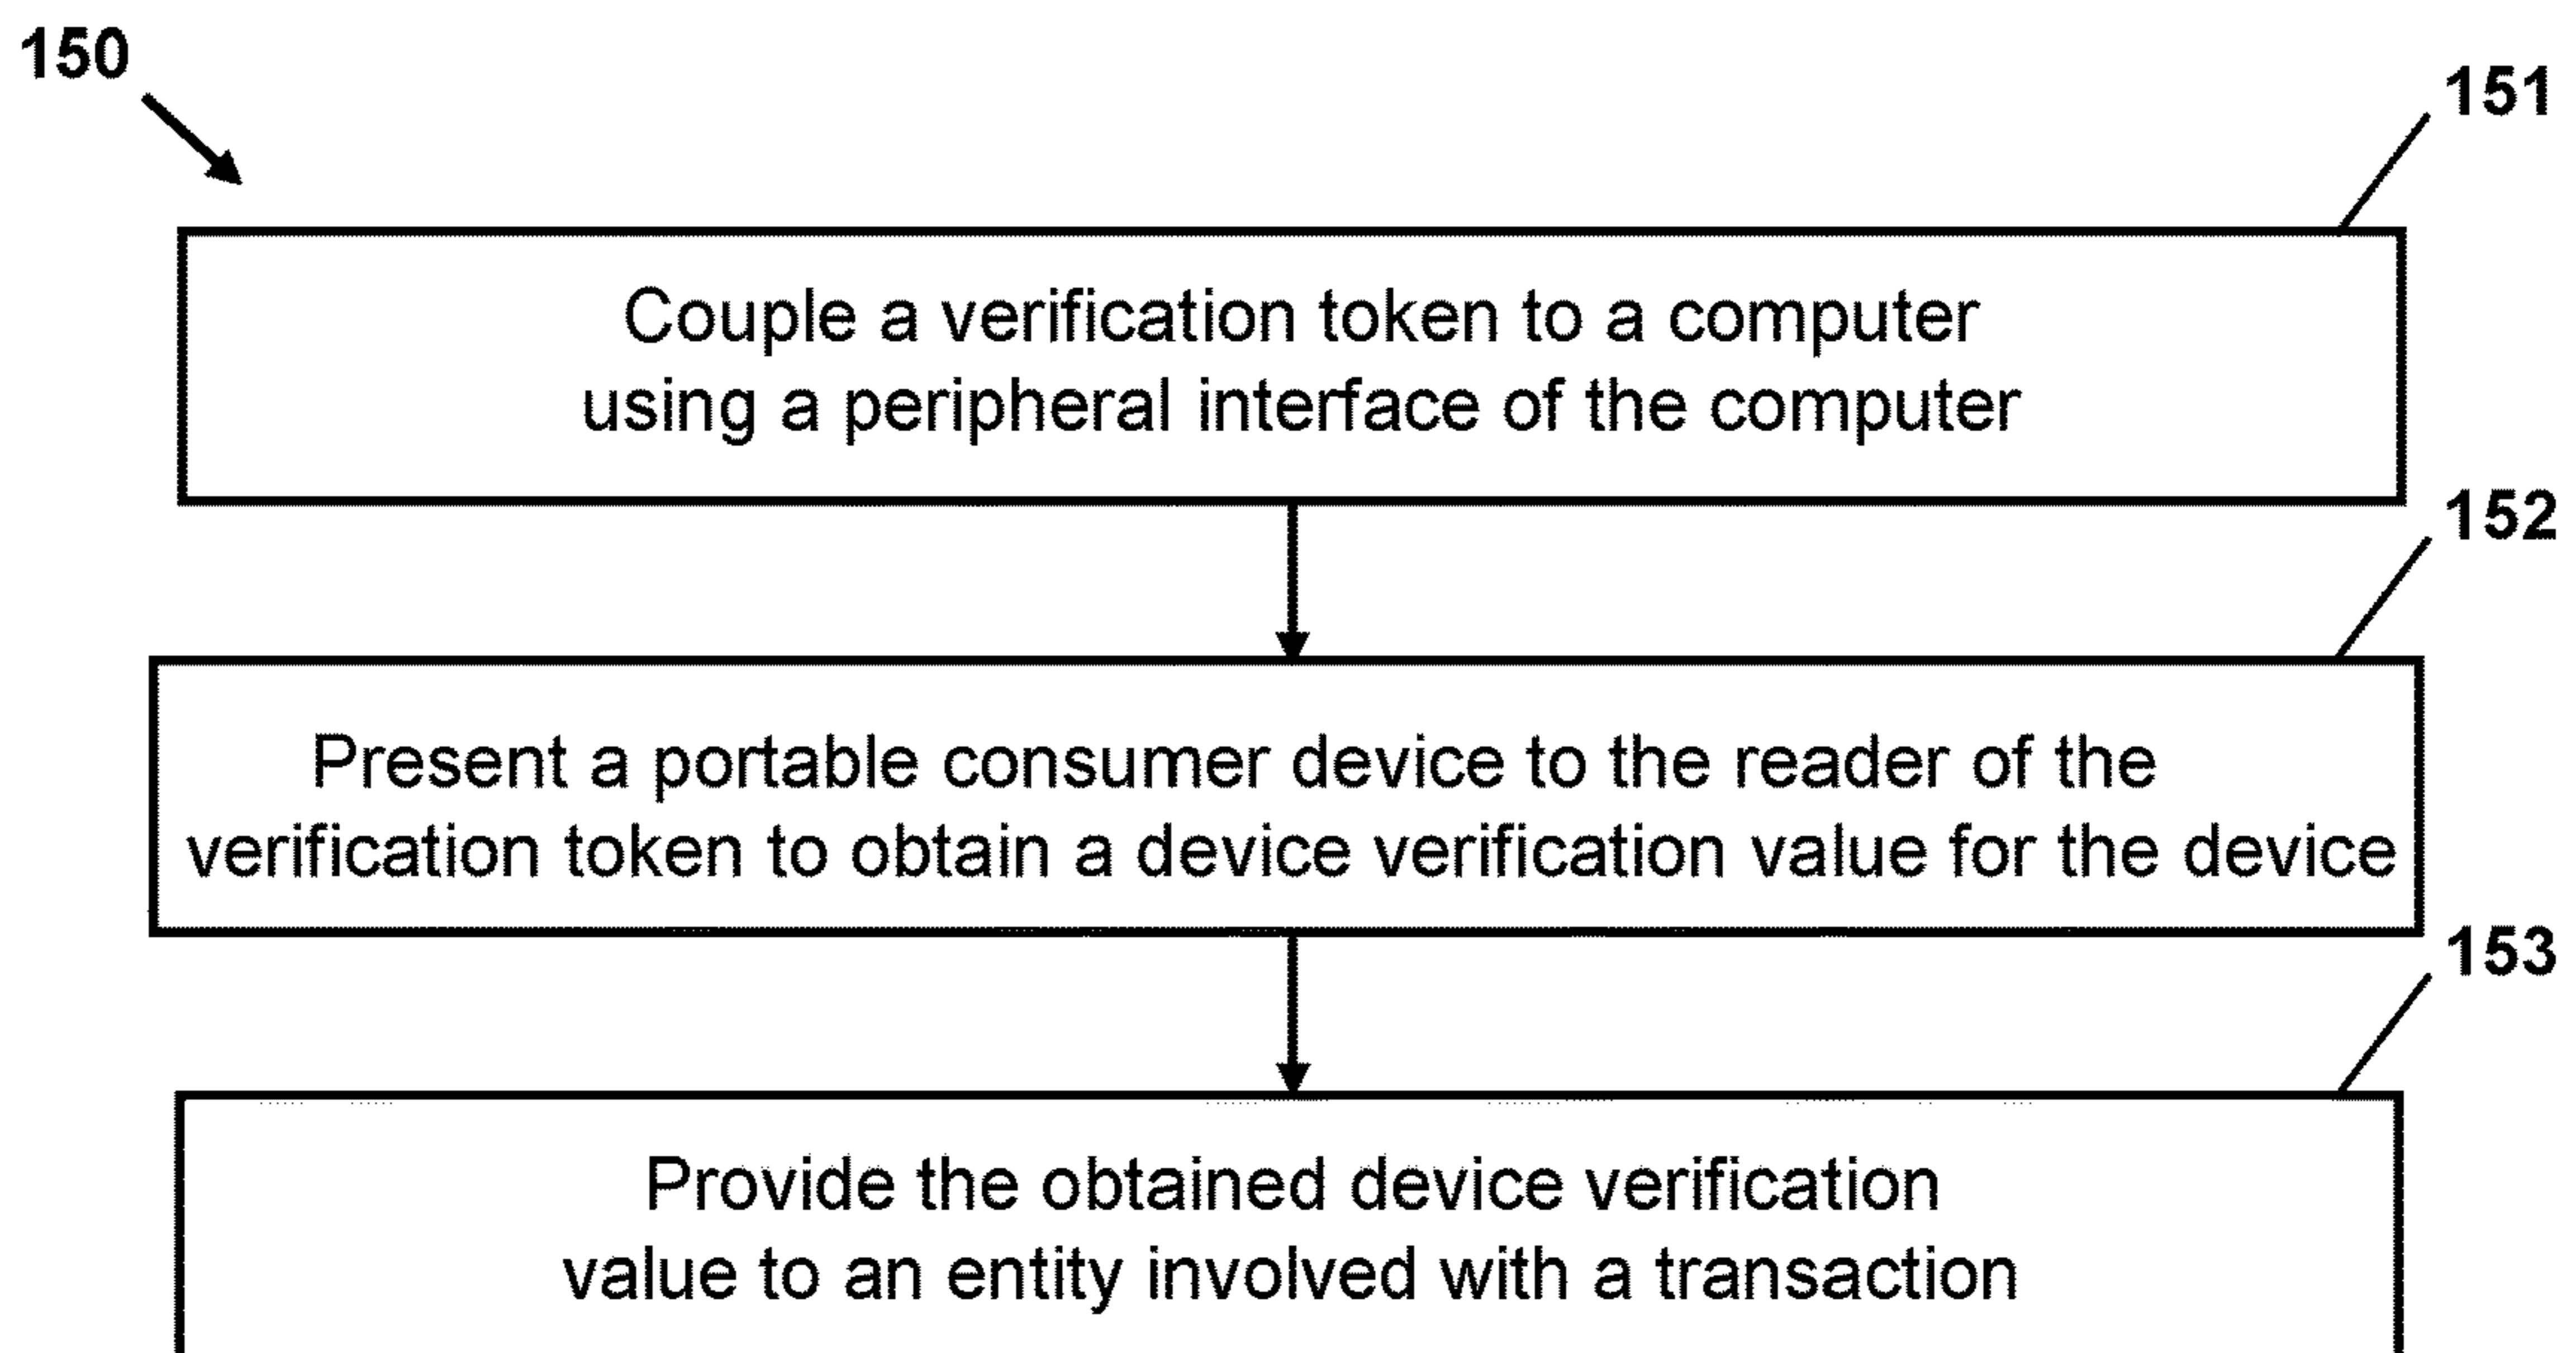 150
151
Couple a verification token to a computer
using a peripheral interface of the computer
152
Present a portable consumer device to the reader of the
verification token to obtain a device verification value for the device
153
Provide the obtained device verification
value to an entity involved with a transaction